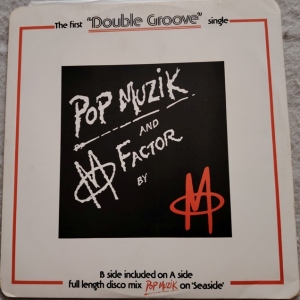 The first "Double Groove" single
POP MUZIK
AND
M FACTOR
BY
M
B side included on A side
full length disco mix POP MUZIK on 'Seaside'